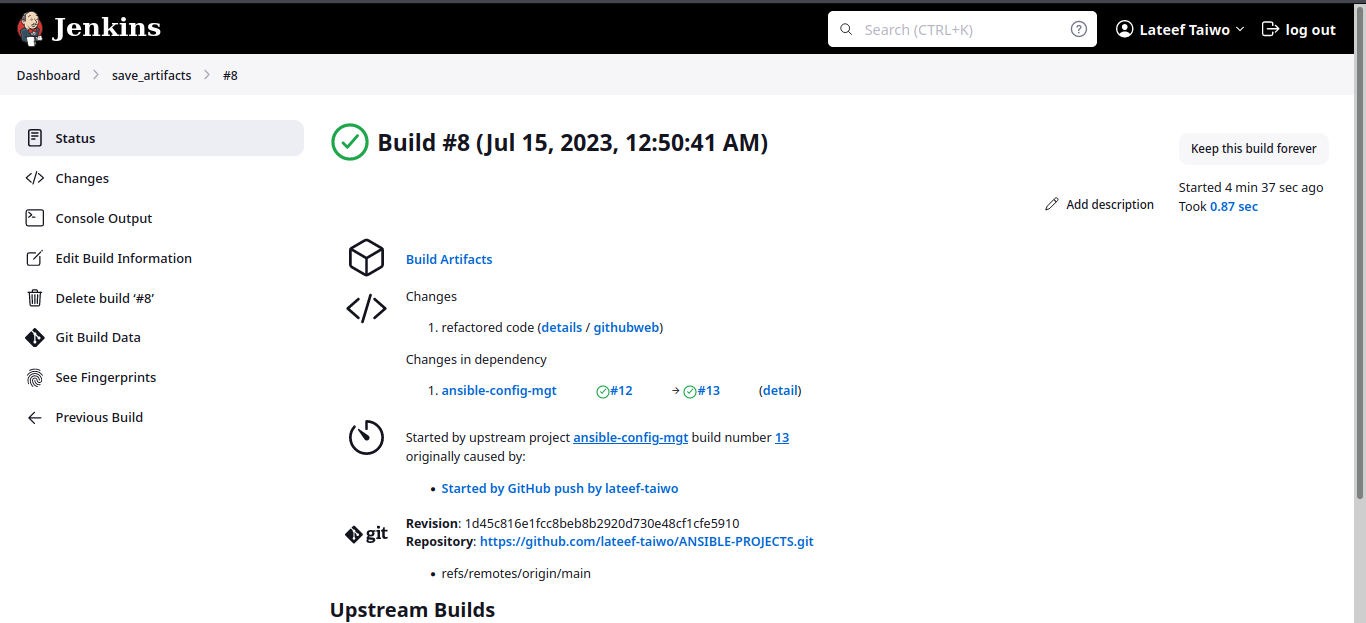 Jenkins
Search (CTRL+K)
?
Lateef Taiwo
log out
Dashboard > save_artifacts > #8
Status
Changes
Console Output
Edit Build Information
Delete build ‘#8’
Git Build Data
See Fingerprints
Previous Build
Build #8 (Jul 15, 2023, 12:50:41 AM)
Keep this build forever
Started 4 min 37 sec ago
Took 0.87 sec
Add description
Build Artifacts
Changes
1. refactored code (details / githubweb)
Changes in dependency
1. ansible-config-mgt #12 → #13 (detail)
Started by upstream project ansible-config-mgt build number 13
originally caused by:
• Started by GitHub push by lateef-taiwo
git
Revision: 1d45c816e1fcc8beb8b2920d730e48cf1cfe5910
Repository: https://github.com/lateef-taiwo/ANSIBLE-PROJECTS.git
• refs/remotes/origin/main
Upstream Builds